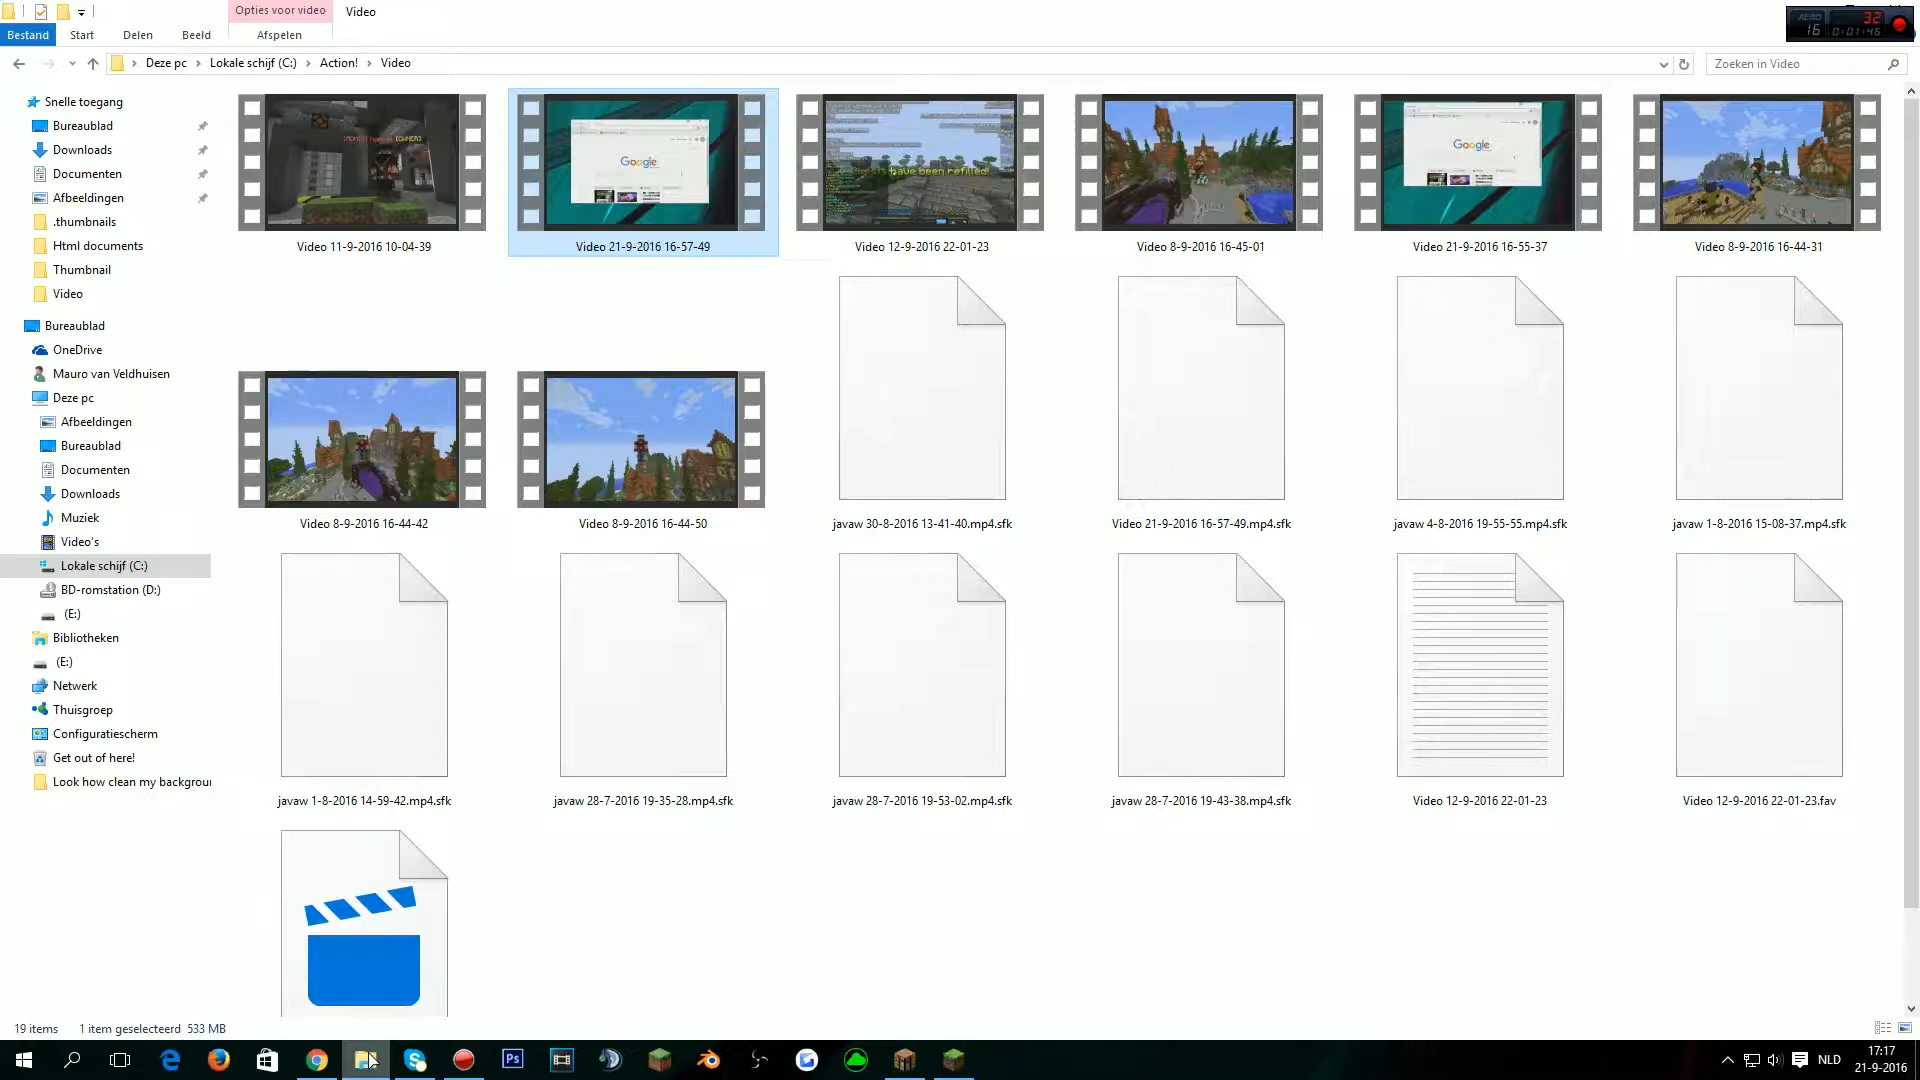 Opties voor video
Video
Bestand
Start
Delen
Beeld
Afspelen
AERO
16
32
0:01:46
Deze pc
Lokale schijf (C:)
Action!
Video
Zoeken in Video
Snelle toegang
Bureaublad
Downloads
Documenten
Afbeeldingen
.thumbnails
Html documents
Thumbnail
Video
Bureaublad
OneDrive
Mauro van Veldhuisen
Deze pc
Afbeeldingen
Bureaublad
Documenten
Downloads
Muziek
Video's
Lokale schijf (C:)
BD-romstation (D:)
(E:)
Bibliotheken
(E:)
Netwerk
Thuisgroep
Configuratiescherm
Get out of here!
Look how clean my backgrou
Google
have been refilled!
Google
Video 11-9-2016 10-04-39
Video 21-9-2016 16-57-49
Video 12-9-2016 22-01-23
Video 8-9-2016 16-45-01
Video 21-9-2016 16-55-37
Video 8-9-2016 16-44-31
Video 8-9-2016 16-44-42
Video 8-9-2016 16-44-50
javaw 30-8-2016 13-41-40.mp4.sfk
Video 21-9-2016 16-57-49.mp4.sfk
javaw 4-8-2016 19-55-55.mp4.sfk
javaw 1-8-2016 15-08-37.mp4.sfk
javaw 1-8-2016 14-59-42.mp4.sfk
javaw 28-7-2016 19-35-28.mp4.sfk
javaw 28-7-2016 19-53-02.mp4.sfk
javaw 28-7-2016 19-43-38.mp4.sfk
Video 12-9-2016 22-01-23
Video 12-9-2016 22-01-23.fav
19 items
1 item geselecteerd 533 MB
Ps
NLD
17:17
21-9-2016